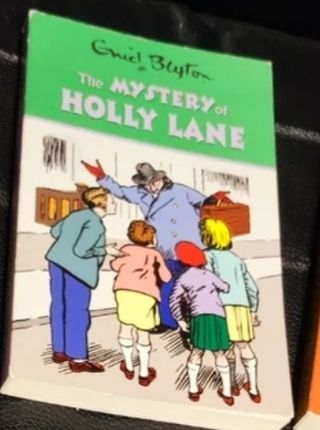 Enid Blyton
The MYSTERY of
HOLLY LANE